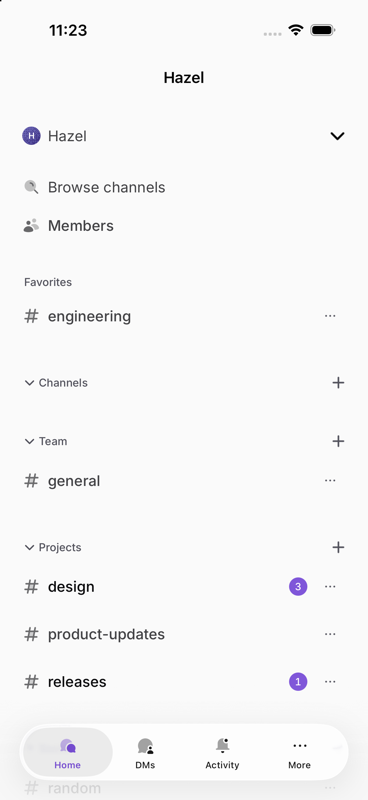 11:23
Hazel
H Hazel
Browse channels
Members
Favorites
# engineering
Channels
Team
# general
Projects
# design 3
# product-updates
# releases 1
Home DMs Activity More
# random